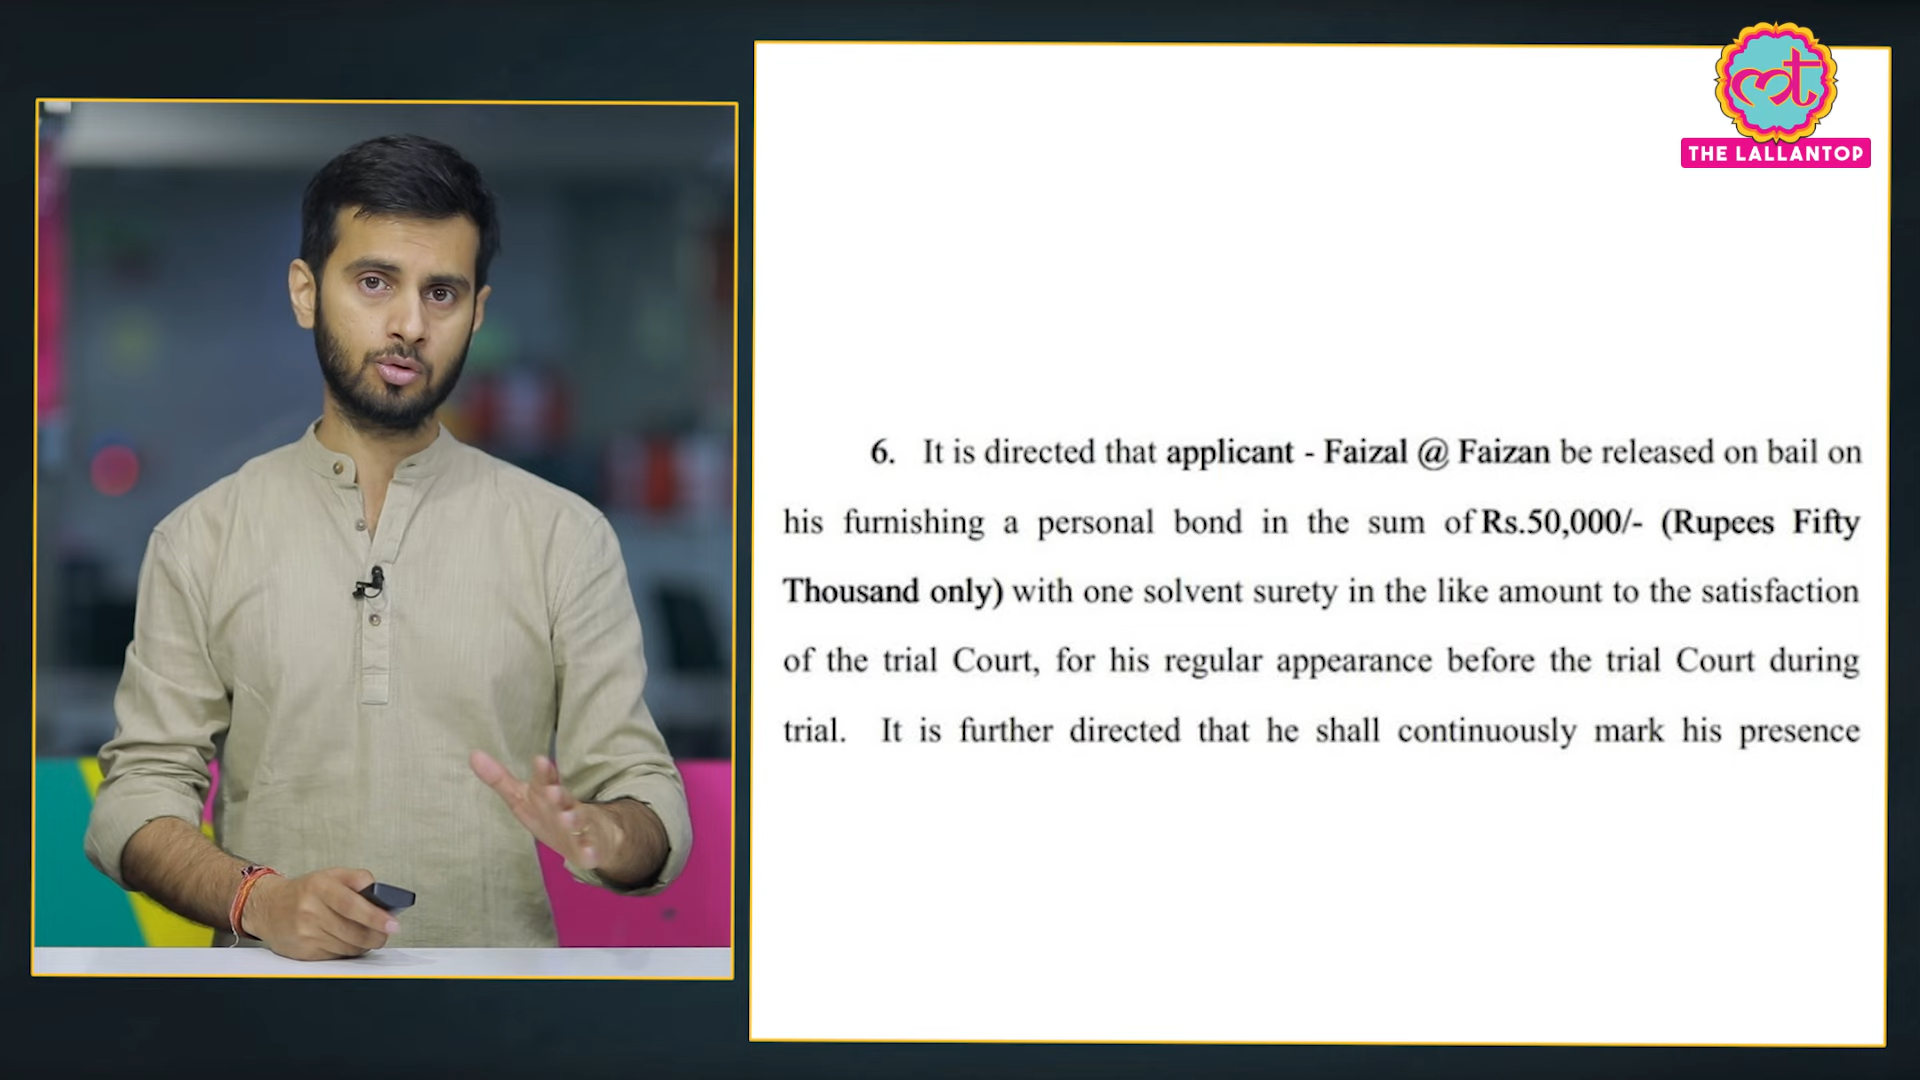 mt
THE LALLANTOP
6. It is directed that applicant - Faizal @ Faizan be released on bail on
his furnishing a personal bond in the sum of Rs.50,000/- (Rupees Fifty
Thousand only) with one solvent surety in the like amount to the satisfaction
of the trial Court, for his regular appearance before the trial Court during
trial. It is further directed that he shall continuously mark his presence